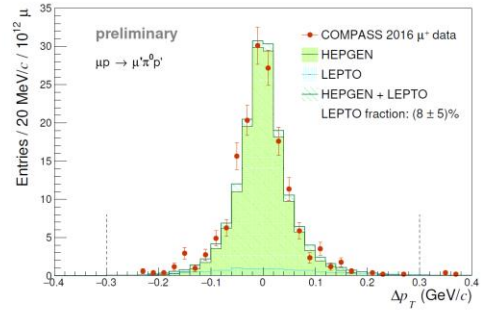 preliminary
μp → μ'π⁰p'
COMPASS 2016 μ⁺ data
HEPGEN
LEPTO
HEPGEN + LEPTO
LEPTO fraction: (8 ± 5)%
Entries / 20 MeV/c / 10¹² μ
35
30
25
20
15
10
5
0
−0.4 −0.3 −0.2 −0.1 0 0.1 0.2 0.3 0.4
Δp_T (GeV/c)